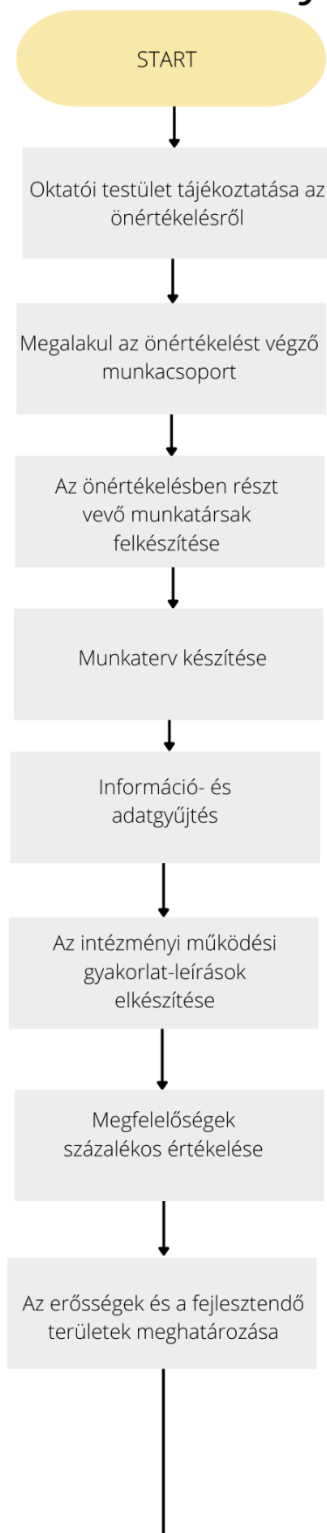 START
Oktatói testület tájékoztatása az
önértékelésről
Megalakul az önértékelést végző
munkacsoport
Az önértékelésben részt
vevő munkatársak
felkészítése
Munkaterv készítése
Információ- és
adatgyűjtés
Az intézményi működési
gyakorlat-leírások
elkészítése
Megfelelőségek
százalékos értékelése
Az erősségek és a fejlesztendő
területek meghatározása